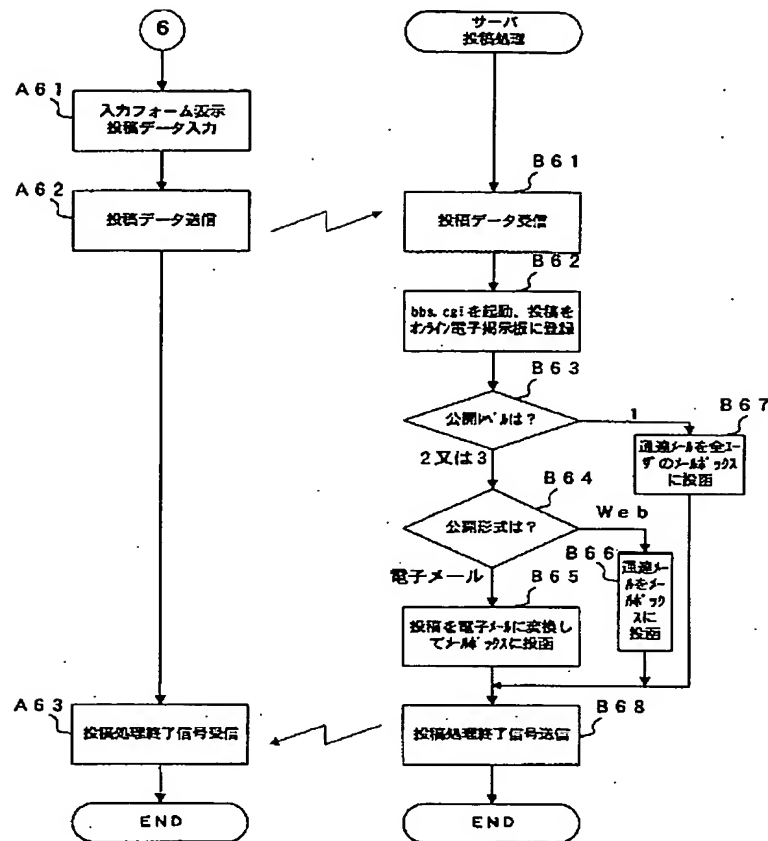 6
A61
入力フォーム表示
投稿データ入力
A62
投稿データ送信
A63
投稿処理終了信号受信
END
サーバ
投稿処理
B61
投稿データ受信
B62
bbs.cgiを起動、投稿を
オンライン電子掲示板に登録
B63
公開レベルは？
1
2又は3
B67
通達メールを全ユー
ザのメールボックス
に投函
B64
公開形式は？
Web
電子メール
B66
通達メー
ルをメー
ルボック
スに
投函
B65
投稿を電子メールに変換し
てメールボックスに投函
B68
投稿処理終了信号送信
END